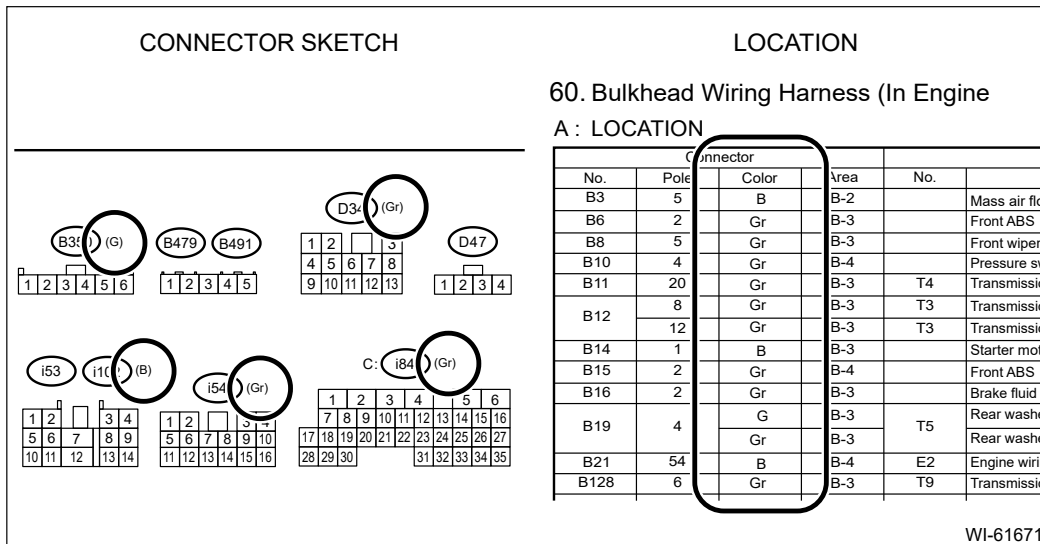 CONNECTOR SKETCH
LOCATION
60. Bulkhead Wiring Harness (In Engine
A : LOCATION
Connector
No. Pole Color Area No.
B3 5 B B-2 Mass air flo
B6 2 Gr B-3 Front ABS
B8 5 Gr B-3 Front wiper
B10 4 Gr B-4 Pressure sw
B11 20 Gr B-3 T4 Transmissio
B12 8 Gr B-3 T3 Transmissio
12 Gr B-3 T3 Transmissio
B14 1 B B-3 Starter mot
B15 2 Gr B-4 Front ABS
B16 2 Gr B-3 Brake fluid
B19 4 G B-3 T5 Rear washe
Gr B-3 Rear washe
B21 54 B B-4 E2 Engine wiri
B128 6 Gr B-3 T9 Transmissio
(G) B479 B491
1 2 3 4 5 6
1 2 3 4 5
D34 (Gr)
1 2 3
4 5 6 7 8
9 10 11 12 13
D47
1 2 3 4
i53 i102 (B)
1 2 3 4
5 6 7 8 9
10 11 12 13 14
i54 (Gr)
1 2 3 4
5 6 7 8 9 10
11 12 13 14 15 16
C: i84 (Gr)
1 2 3 4 5 6
7 8 9 10 11 12 13 14 15 16
17 18 19 20 21 22 23 24 25 26 27
28 29 30 31 32 33 34 35
WI-61671